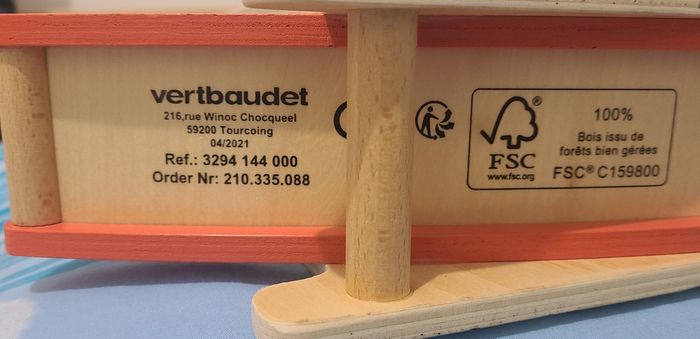 vertbaudet
216,rue Winoc Chocqueel
59200 Tourcoing
04/2021
Ref.: 3294 144 000
Order Nr: 210.335.088
®
FSC
www.fsc.org
100%
Bois issu de
forêts bien gérées
FSC® C159800